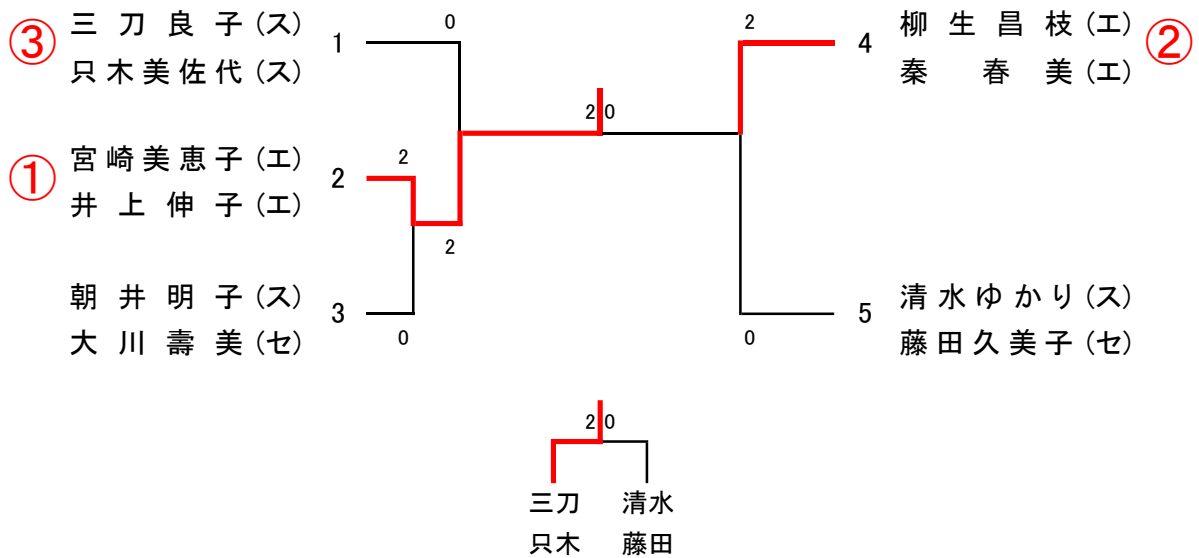 ③ 三刀良子(ス) 1 0
只木美佐代(ス)
① 宮崎美恵子(エ) 2 2
井上伸子(エ)
2
朝井明子(ス) 3
大川壽美(セ) 0
2 0
2 4 柳生昌枝(エ) ②
秦春美(エ)
5 清水ゆかり(ス)
0 藤田久美子(セ)
2 0
三刀 清水
只木 藤田